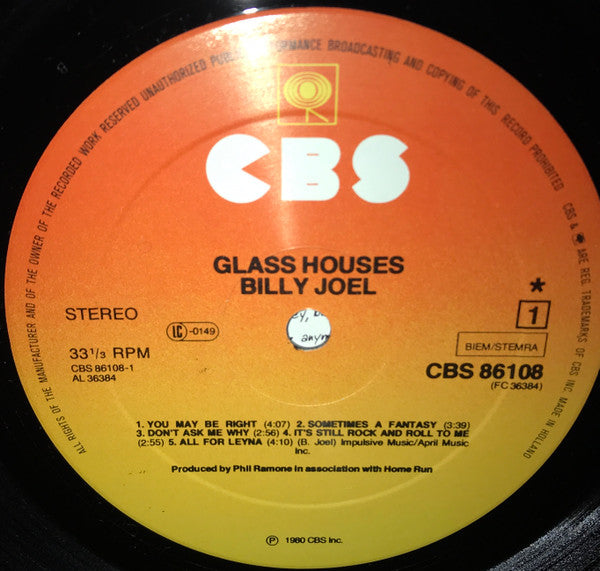 ALL RIGHTS OF THE MANUFACTURER AND OF THE OWNER OF THE RECORDED WORK RESERVED UNAUTHORIZED PUBLIC PERFORMANCE BROADCASTING AND COPYING OF THIS RECORD PROHIBITED
CBS & ARE REG. TRADEMARKS OF CBS INC MADE IN HOLLAND
CBS
GLASS HOUSES
BILLY JOEL
STEREO
LC-0149
*
1
33 1/3 RPM
BIEM/STEMRA
CBS 86108-1
AL 36384
CBS 86108
(FC 36384)
1. YOU MAY BE RIGHT (4:07) 2. SOMETIMES A FANTASY (3:39)
3. DON'T ASK ME WHY (2:56) 4. IT'S STILL ROCK AND ROLL TO ME
(2:55) 5. ALL FOR LEYNA (4:10) (B. Joel) Impulsive Music/April Music
Inc.
Produced by Phil Ramone in association with Home Run
℗ 1980 CBS Inc.